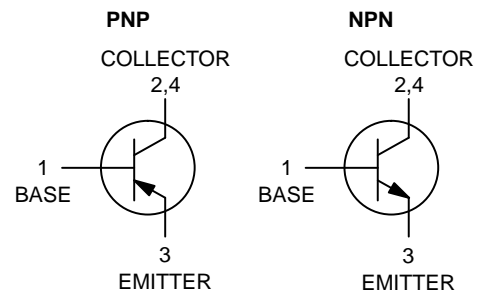 PNP
COLLECTOR
2,4
1
BASE
3
EMITTER
NPN
COLLECTOR
2,4
1
BASE
3
EMITTER